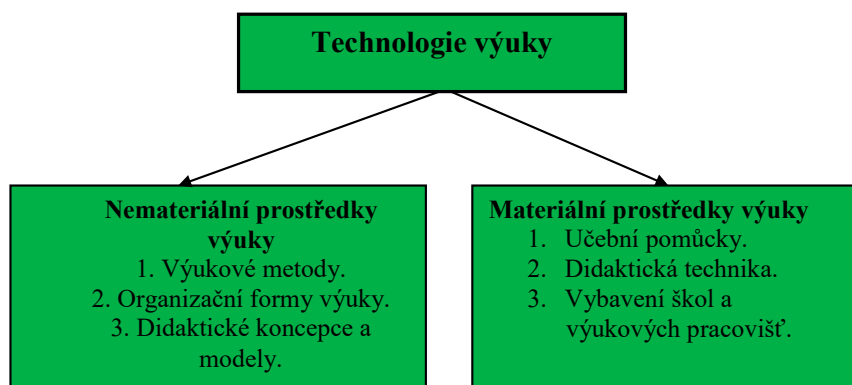 Technologie výuky
Nemateriální prostředky
výuky
1. Výukové metody.
2. Organizační formy výuky.
3. Didaktické koncepce a
modely.
Materiální prostředky výuky
1. Učební pomůcky.
2. Didaktická technika.
3. Vybavení škol a
výukových pracovišť.